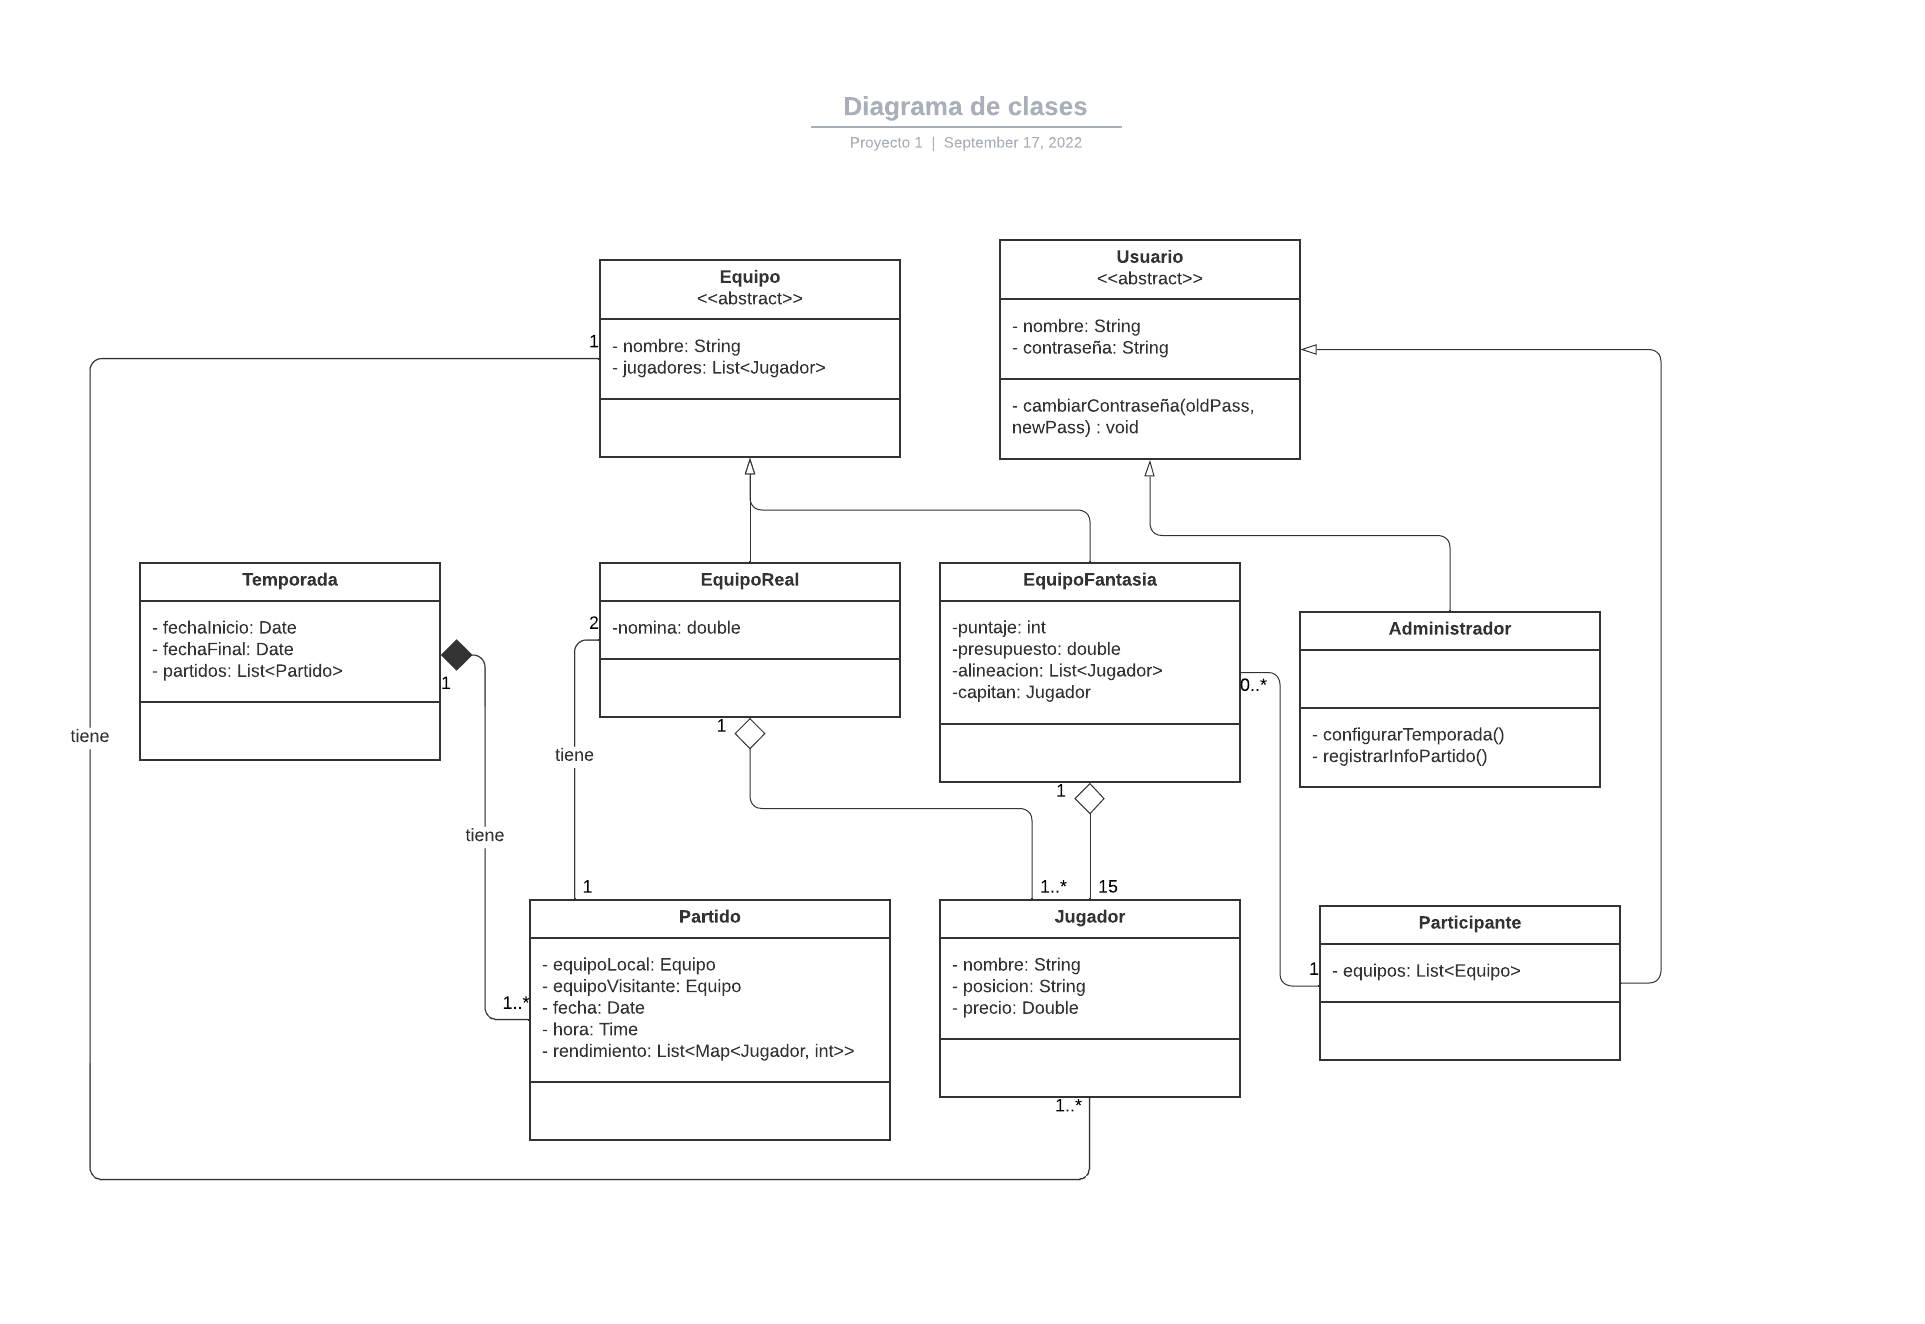 Diagrama de clases
Proyecto 1 | September 17, 2022
Equipo
<<abstract>>
- nombre: String
- jugadores: List<Jugador>
1
Usuario
<<abstract>>
- nombre: String
- contraseña: String
- cambiarContraseña(oldPass,
newPass) : void
Temporada
- fechaInicio: Date
- fechaFinal: Date
- partidos: List<Partido>
1
tiene
EquipoReal
-nomina: double
2
1
tiene
EquipoFantasia
-puntaje: int
-presupuesto: double
-alineacion: List<Jugador>
-capitan: Jugador
0..*
1
Administrador
- configurarTemporada()
- registrarInfoPartido()
tiene
1
1..*
15
Partido
- equipoLocal: Equipo
- equipoVisitante: Equipo
- fecha: Date
- hora: Time
- rendimiento: List<Map<Jugador, int>>
1..*
Jugador
- nombre: String
- posicion: String
- precio: Double
1..*
Participante
- equipos: List<Equipo>
1